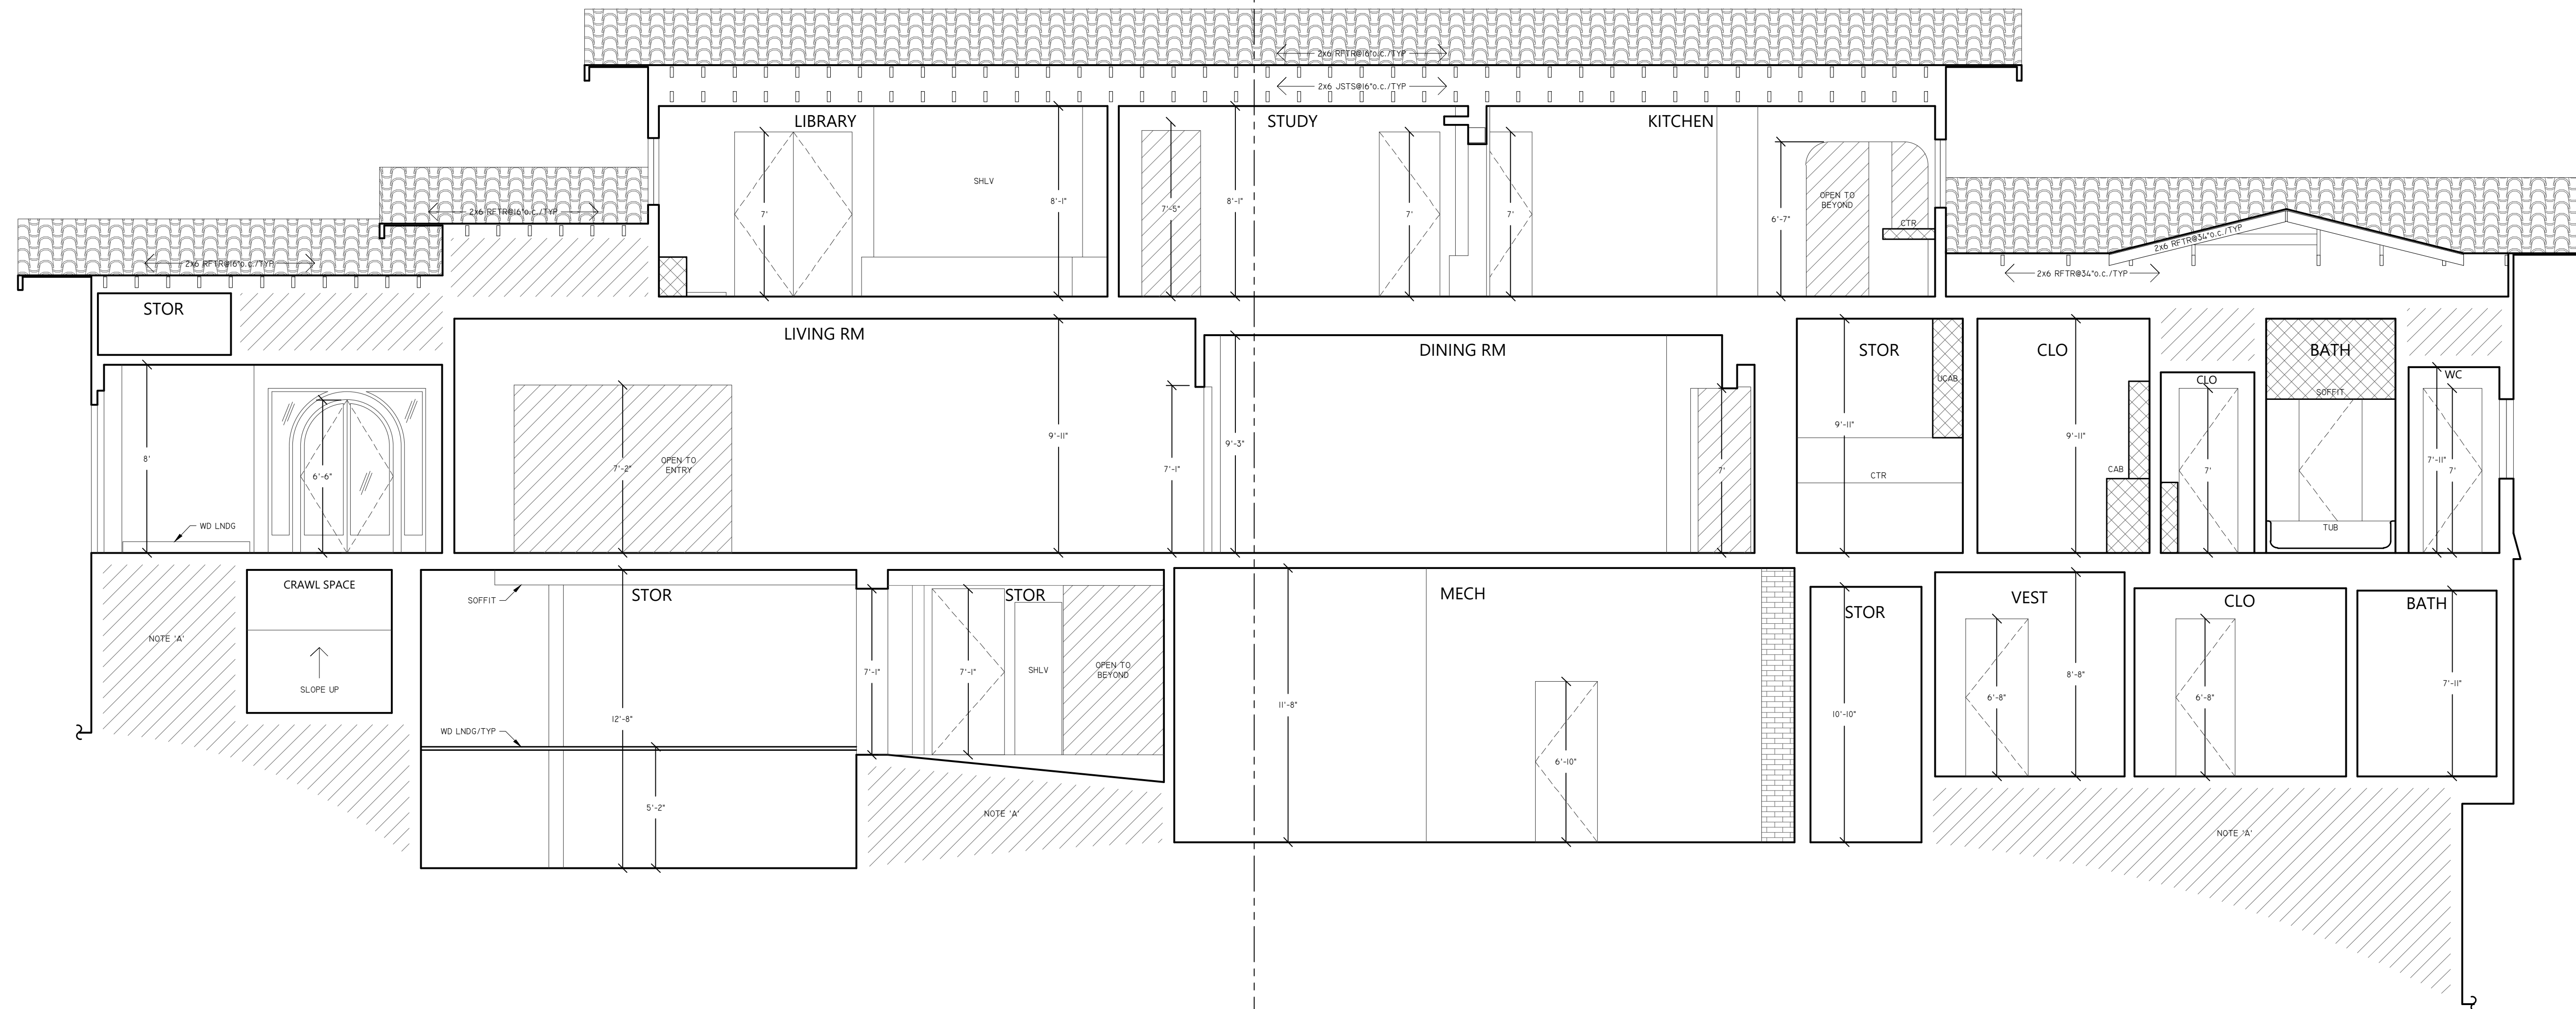 2x6 RFTR@16"o.c./TYP
2x6 JSTS@16"o.c./TYP
LIBRARY
STUDY
KITCHEN
SHLV
7'
8'-1"
7'-5"
8'-1"
7'
7'
6'-7"
OPEN TO
BEYOND
CTR
2x6 RFTR@16"o.c./TYP
2x6 RFTR@16"o.c./TYP
2x6 RFTR@34"o.c./TYP
2x6 RFTR@34"o.c./TYP
STOR
LIVING RM
DINING RM
STOR
CLO
CLO
BATH
WC
UCAB
SOFFIT
8'
6'-6"
WD LNDG
7'-2"
OPEN TO
ENTRY
9'-11"
7'-1"
9'-3"
7'
9'-11"
CTR
9'-11"
CAB
7'
TUB
7'-11"
7'
CRAWL SPACE
SLOPE UP
NOTE 'A'
SOFFIT
STOR
WD LNDG/TYP
12'-8"
5'-2"
7'-1"
7'-1"
STOR
SHLV
OPEN TO
BEYOND
NOTE 'A'
MECH
11'-8"
6'-10"
STOR
10'-10"
VEST
6'-8"
8'-8"
CLO
6'-8"
BATH
7'-11"
NOTE 'A'